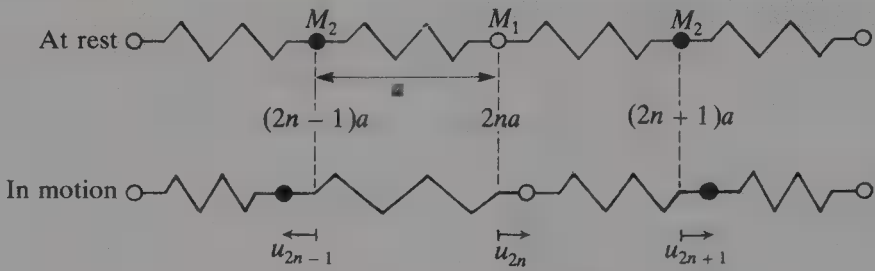 At rest M₂ M₁ M₂
(2n − 1)a 2na (2n + 1)a
In motion
u₂ₙ₋₁ u₂ₙ u₂ₙ₊₁